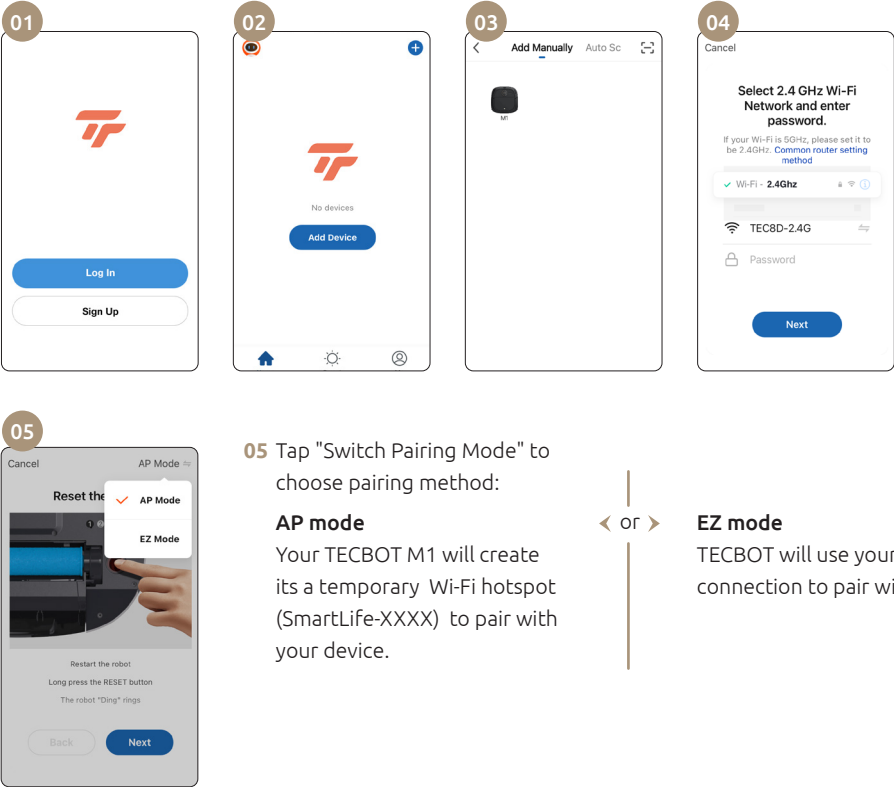 01
Log In
Sign Up
02
No devices
Add Device
03
Add Manually Auto Sc
M1
04
Cancel
Select 2.4 GHz Wi-Fi
Network and enter
password.
If your Wi-Fi is 5GHz, please set it to
be 2.4GHz. Common router setting
method
Wi-Fi - 2.4Ghz
TEC8D-2.4G
Password
Next
05
Cancel AP Mode
Reset the
AP Mode
EZ Mode
1 2
Restart the robot
Long press the RESET button
The robot "Ding" rings
Back Next
05 Tap "Switch Pairing Mode" to
choose pairing method:
AP mode
Your TECBOT M1 will create
its a temporary Wi-Fi hotspot
(SmartLife-XXXX) to pair with
your device.
or
EZ mode
TECBOT will use your
connection to pair wi